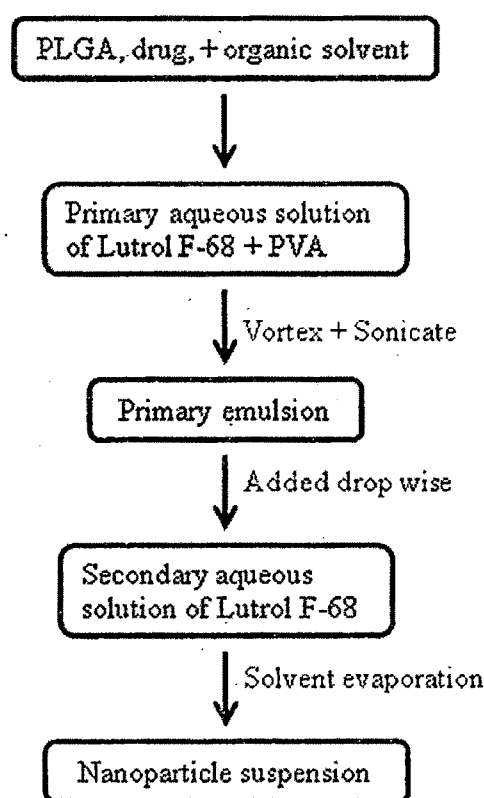 PLGA, drug, + organic solvent
Primary aqueous solution
of Lutrol F-68 + PVA
Vortex + Sonicate
Primary emulsion
Added drop wise
Secondary aqueous
solution of Lutrol F-68
Solvent evaporation
Nanoparticle suspension